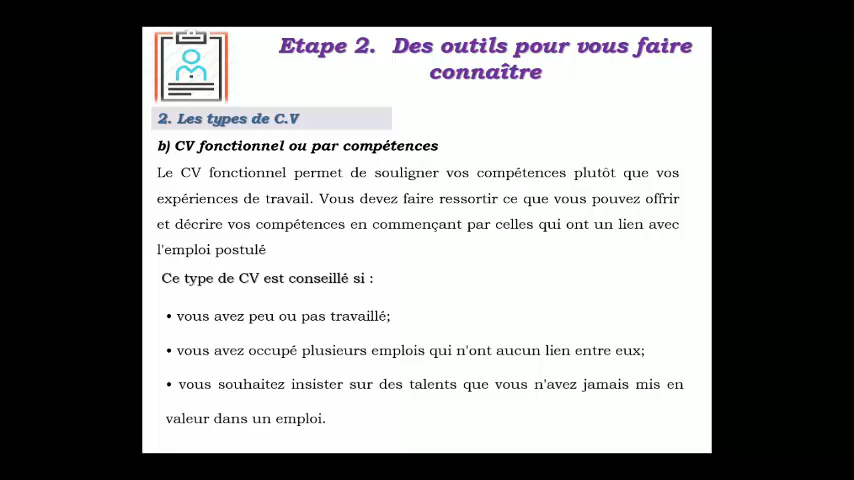 Etape 2. Des outils pour vous faire
connaître
2. Les types de C.V
b) CV fonctionnel ou par compétences
Le CV fonctionnel permet de souligner vos compétences plutôt que vos
expériences de travail. Vous devez faire ressortir ce que vous pouvez offrir
et décrire vos compétences en commençant par celles qui ont un lien avec
l'emploi postulé
Ce type de CV est conseillé si :
• vous avez peu ou pas travaillé;
• vous avez occupé plusieurs emplois qui n'ont aucun lien entre eux;
• vous souhaitez insister sur des talents que vous n'avez jamais mis en
valeur dans un emploi.